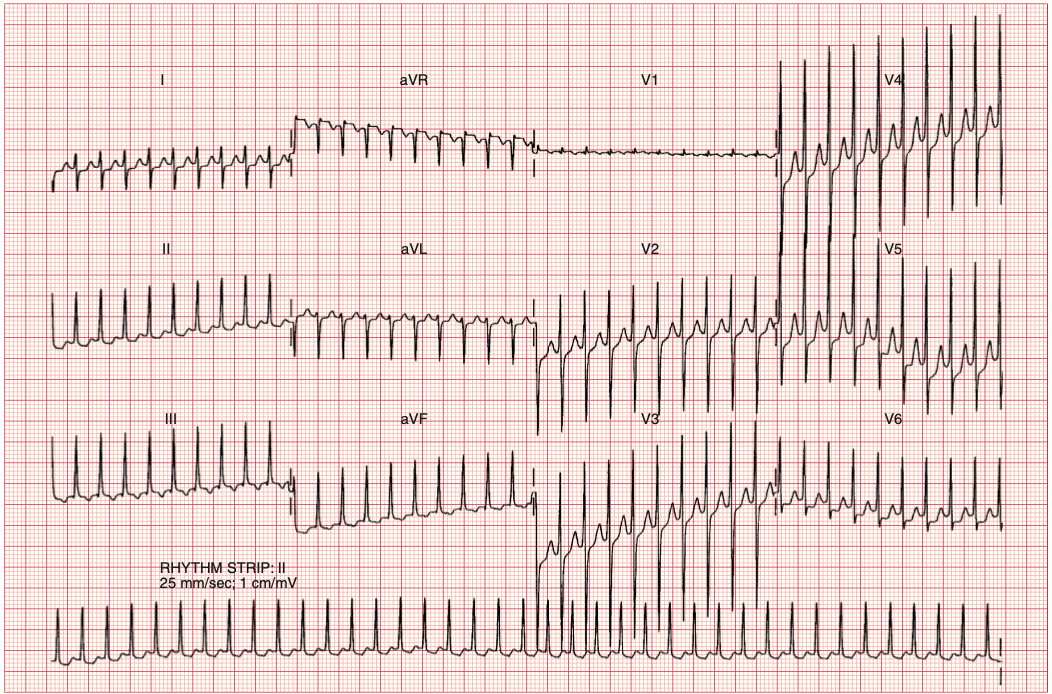 I aVR V1 V4
II aVL V2 V5
III aVF V3 V6
RHYTHM STRIP: II
25 mm/sec; 1 cm/mV